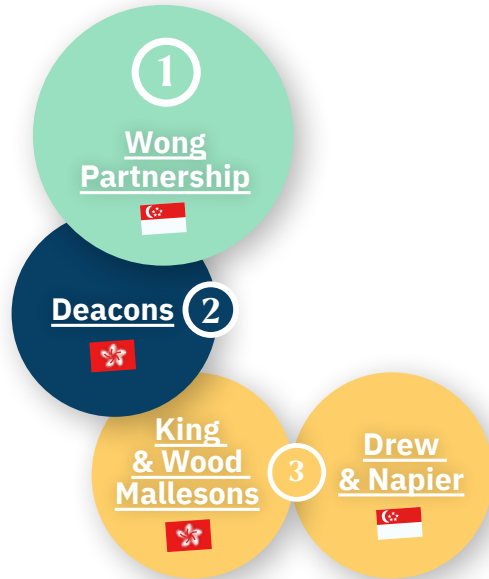 1
Wong
Partnership
Deacons
2
King
& Wood
Mallesons
3
Drew
& Napier